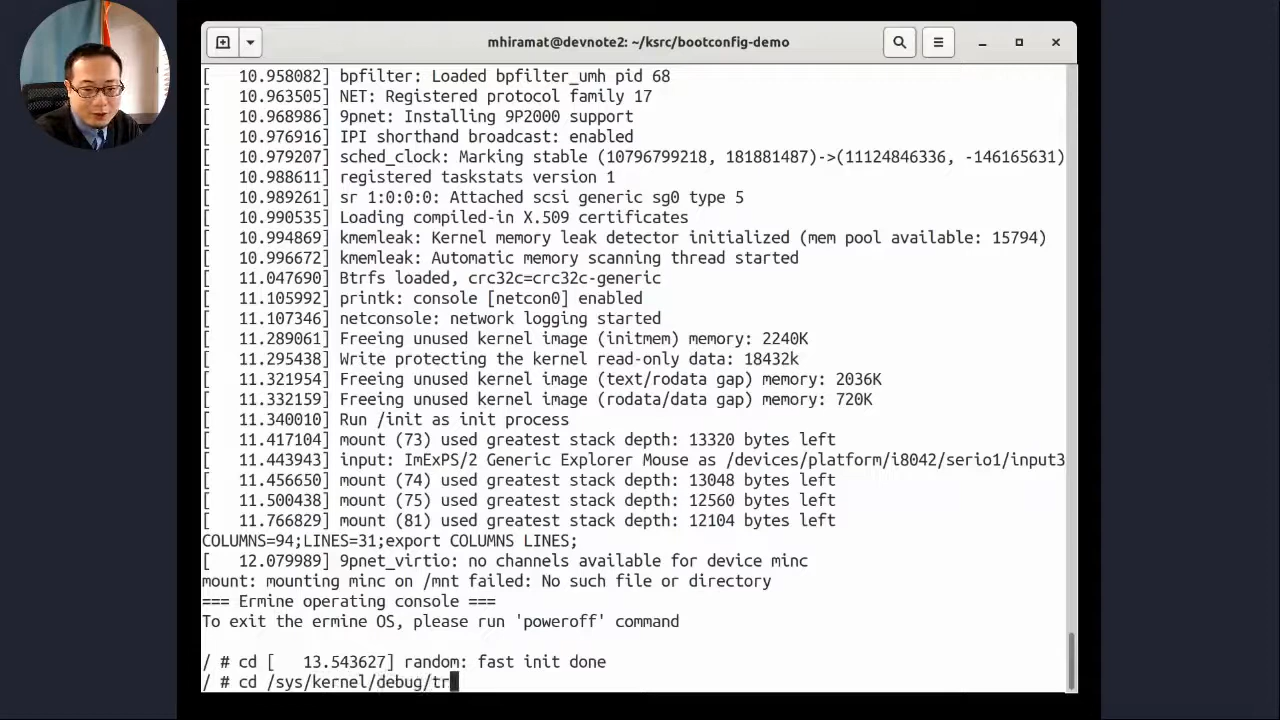 mhiramat@devnote2: ~/ksrc/bootconfig-demo
[   10.958082] bpfilter: Loaded bpfilter_umh pid 68
[   10.963505] NET: Registered protocol family 17
[   10.968986] 9pnet: Installing 9P2000 support
[   10.976916] IPI shorthand broadcast: enabled
[   10.979207] sched_clock: Marking stable (10796799218, 181881487)->(11124846336, -146165631)
[   10.988611] registered taskstats version 1
[   10.989261] sr 1:0:0:0: Attached scsi generic sg0 type 5
[   10.990535] Loading compiled-in X.509 certificates
[   10.994869] kmemleak: Kernel memory leak detector initialized (mem pool available: 15794)
[   10.996672] kmemleak: Automatic memory scanning thread started
[   11.047690] Btrfs loaded, crc32c=crc32c-generic
[   11.105992] printk: console [netcon0] enabled
[   11.107346] netconsole: network logging started
[   11.289061] Freeing unused kernel image (initmem) memory: 2240K
[   11.295438] Write protecting the kernel read-only data: 18432k
[   11.321954] Freeing unused kernel image (text/rodata gap) memory: 2036K
[   11.332159] Freeing unused kernel image (rodata/data gap) memory: 720K
[   11.340010] Run /init as init process
[   11.417104] mount (73) used greatest stack depth: 13320 bytes left
[   11.443943] input: ImExPS/2 Generic Explorer Mouse as /devices/platform/i8042/serio1/input3
[   11.456650] mount (74) used greatest stack depth: 13048 bytes left
[   11.500438] mount (75) used greatest stack depth: 12560 bytes left
[   11.766829] mount (81) used greatest stack depth: 12104 bytes left
COLUMNS=94;LINES=31;export COLUMNS LINES;
[   12.079989] 9pnet_virtio: no channels available for device minc
mount: mounting minc on /mnt failed: No such file or directory
=== Ermine operating console ===
To exit the ermine OS, please run 'poweroff' command
/ # cd [   13.543627] random: fast init done
/ # cd /sys/kernel/debug/tr